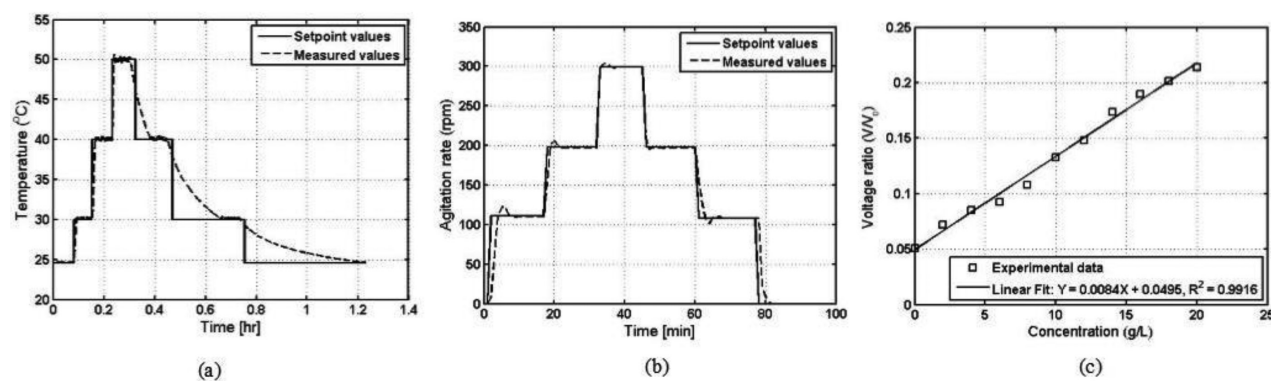 55
50
45
40
35
30
25
20
0
0.2
0.4
0.6
0.8
1
1.2
1.4
Temperature (°C)
Time [hr]
Setpoint values
Measured values
(a)
350
300
250
200
150
100
50
0
0
20
40
60
80
100
Agitation rate (rpm)
Time [min]
Setpoint values
Measured values
(b)
0.25
0.2
0.15
0.1
0.05
0
0
5
10
15
20
25
Voltage ratio (V/V₀)
Concentration (g/L)
Experimental data
Linear Fit: Y = 0.0084X + 0.0495, R² = 0.9916
(c)